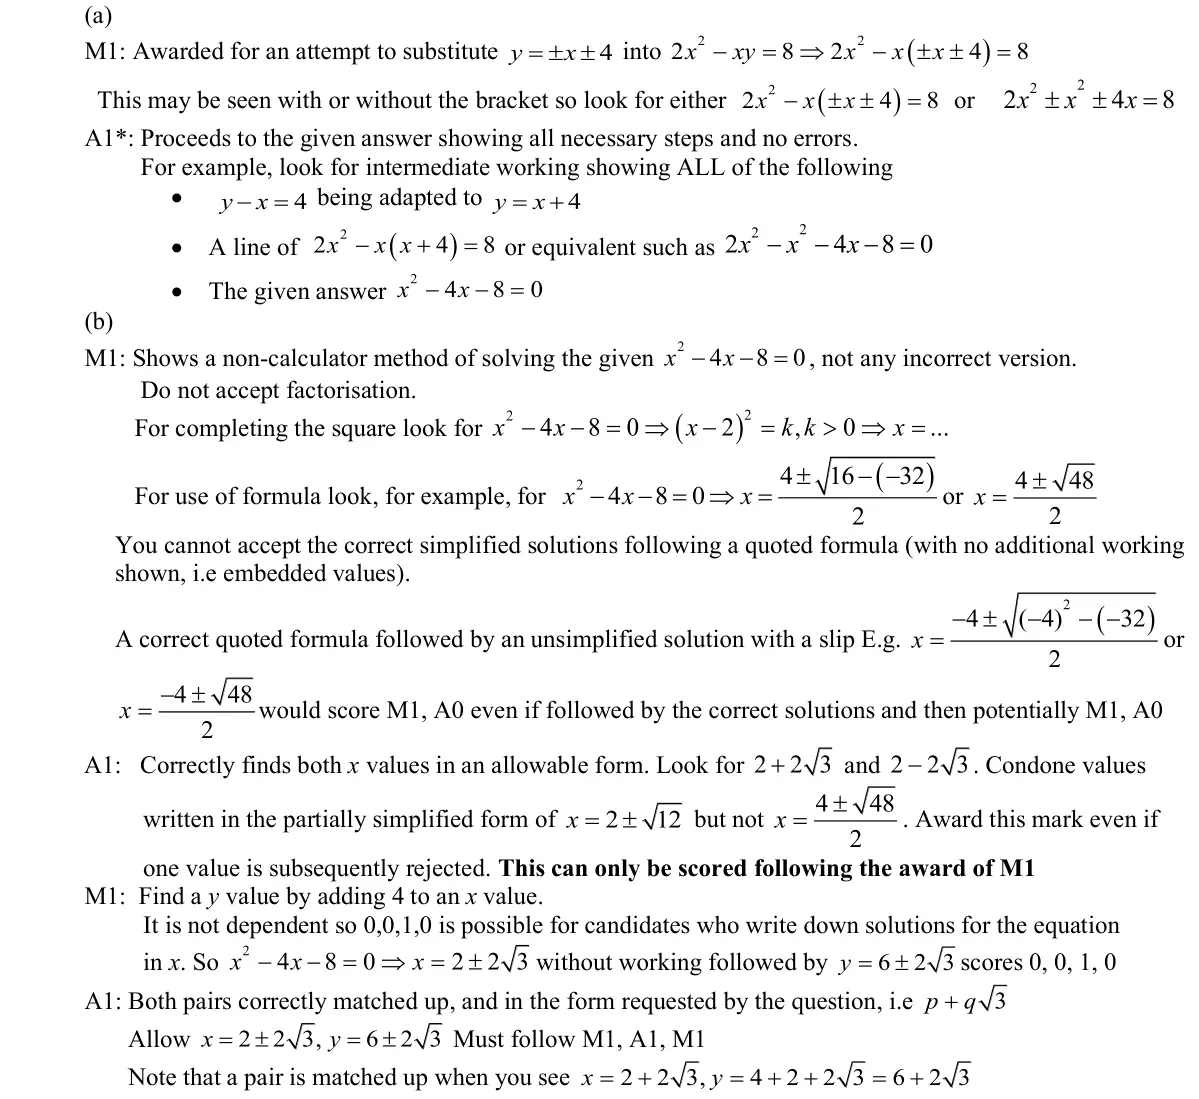 (a)
M1: Awarded for an attempt to substitute y = ±x ± 4 into 2x² − xy = 8 ⇒ 2x² − x(±x ± 4) = 8
This may be seen with or without the bracket so look for either 2x² − x(±x ± 4) = 8 or 2x² ± x² ± 4x = 8
A1*: Proceeds to the given answer showing all necessary steps and no errors.
For example, look for intermediate working showing ALL of the following
• y − x = 4 being adapted to y = x + 4
• A line of 2x² − x(x + 4) = 8 or equivalent such as 2x² − x² − 4x − 8 = 0
• The given answer x² − 4x − 8 = 0
(b)
M1: Shows a non-calculator method of solving the given x² − 4x − 8 = 0, not any incorrect version.
Do not accept factorisation.
For completing the square look for x² − 4x − 8 = 0 ⇒ (x − 2)² = k, k > 0 ⇒ x = ...
For use of formula look, for example, for x² − 4x − 8 = 0 ⇒ x = (4 ± √(16 − (−32)))/2 or x = (4 ± √48)/2
You cannot accept the correct simplified solutions following a quoted formula (with no additional working
shown, i.e embedded values).
A correct quoted formula followed by an unsimplified solution with a slip E.g. x = (−4 ± √((−4)² − (−32)))/2 or
x = (−4 ± √48)/2 would score M1, A0 even if followed by the correct solutions and then potentially M1, A0
A1: Correctly finds both x values in an allowable form. Look for 2 + 2√3 and 2 − 2√3. Condone values
written in the partially simplified form of x = 2 ± √12 but not x = (4 ± √48)/2. Award this mark even if
one value is subsequently rejected. This can only be scored following the award of M1
M1: Find a y value by adding 4 to an x value.
It is not dependent so 0,0,1,0 is possible for candidates who write down solutions for the equation
in x. So x² − 4x − 8 = 0 ⇒ x = 2 ± 2√3 without working followed by y = 6 ± 2√3 scores 0, 0, 1, 0
A1: Both pairs correctly matched up, and in the form requested by the question, i.e p + q√3
Allow x = 2 ± 2√3, y = 6 ± 2√3 Must follow M1, A1, M1
Note that a pair is matched up when you see x = 2 + 2√3, y = 4 + 2 + 2√3 = 6 + 2√3